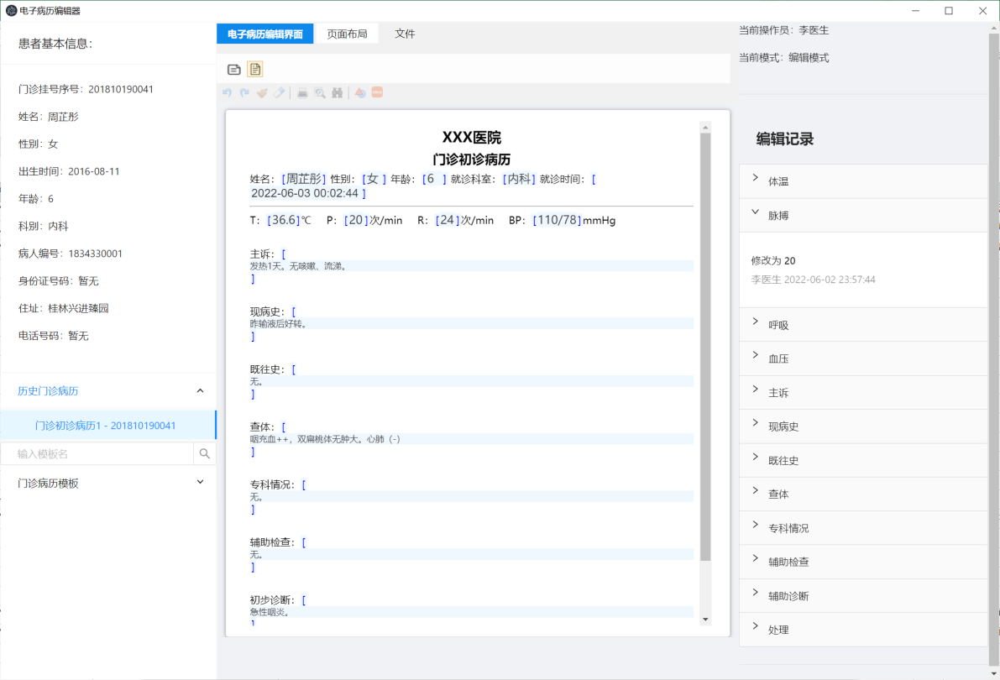 电子病历编辑器
患者基本信息:
门诊挂号序号: 201810190041
姓名: 周芷彤
性别: 女
出生时间: 2016-08-11
年龄: 6
科别: 内科
病人编号: 1834330001
身份证号码: 暂无
住址: 桂林兴进臻园
电话号码: 暂无
历史门诊病历
门诊初诊病历1 - 201810190041
输入模板名
门诊病历模板
电子病历编辑界面 页面布局 文件
XXX医院
门诊初诊病历
姓名: [周芷彤] 性别: [女 ] 年龄: [6 ] 就诊科室: [内科] 就诊时间: [
2022-06-03 00:02:44 ]
T: [36.6]℃ P: [20]次/min R: [24]次/min BP: [110/78]mmHg
主诉: [
发热1天。无咳嗽、流涕。
]
现病史: [
昨输液后好转。
]
既往史: [
无。
]
查体: [
咽充血++, 双扁桃体无肿大。心肺 (-)
]
专科情况: [
无。
]
辅助检查: [
无。
]
初步诊断: [
急性咽炎。
]
当前操作员: 李医生
当前模式: 编辑模式
编辑记录
体温
脉搏
修改为 20
李医生 2022-06-02 23:57:44
呼吸
血压
主诉
现病史
既往史
查体
专科情况
辅助检查
辅助诊断
处理